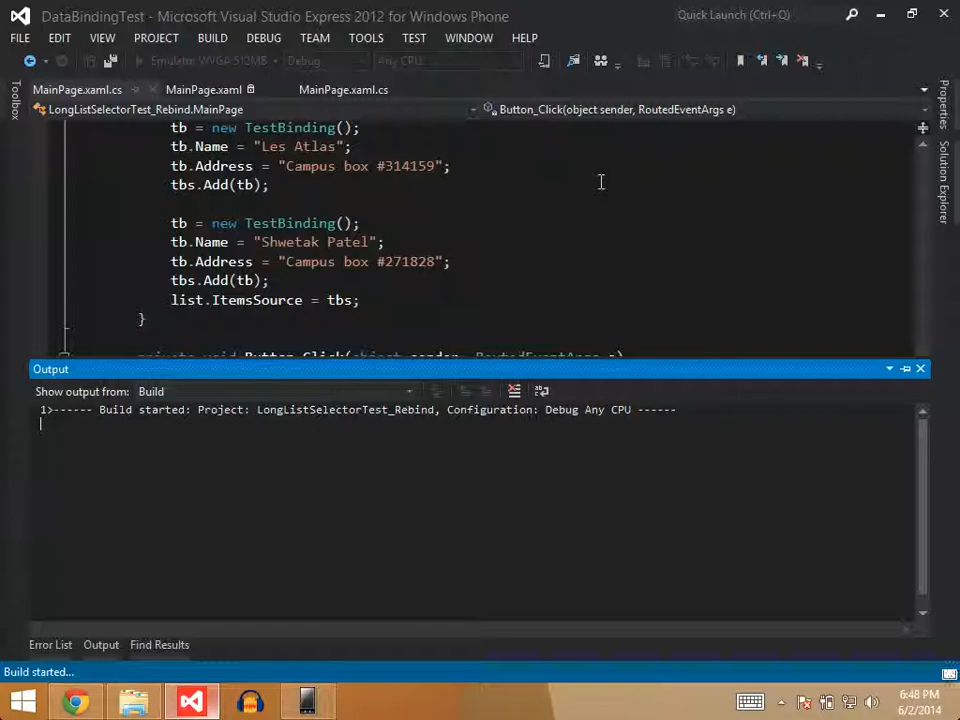 DataBindingTest - Microsoft Visual Studio Express 2012 for Windows Phone
Quick Launch (Ctrl+Q)
FILE EDIT VIEW PROJECT BUILD DEBUG TEAM TOOLS TEST WINDOW HELP
Emulator WVGA 512MB Debug Any CPU
Toolbox
MainPage.xaml.cs MainPage.xaml MainPage.xaml.cs
LongListSelectorTest_Rebind.MainPage Button_Click(object sender, RoutedEventArgs e)
Properties
Solution Explorer
tb = new TestBinding();
tb.Name = "Les Atlas";
tb.Address = "Campus box #314159";
tbs.Add(tb);
tb = new TestBinding();
tb.Name = "Shwetak Patel";
tb.Address = "Campus box #271828";
tbs.Add(tb);
list.ItemsSource = tbs;
}
private void Button_Click(object sender, RoutedEventArgs e)
Output
Show output from: Build
1>------ Build started: Project: LongListSelectorTest_Rebind, Configuration: Debug Any CPU ------
Error List Output Find Results
Build started...
6:48 PM
6/2/2014